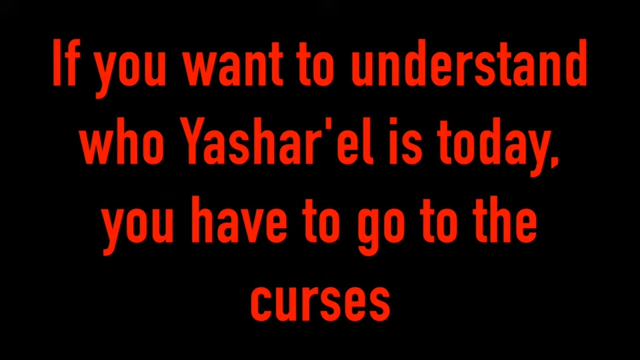 If you want to understand
who Yashar'el is today,
you have to go to the
curses